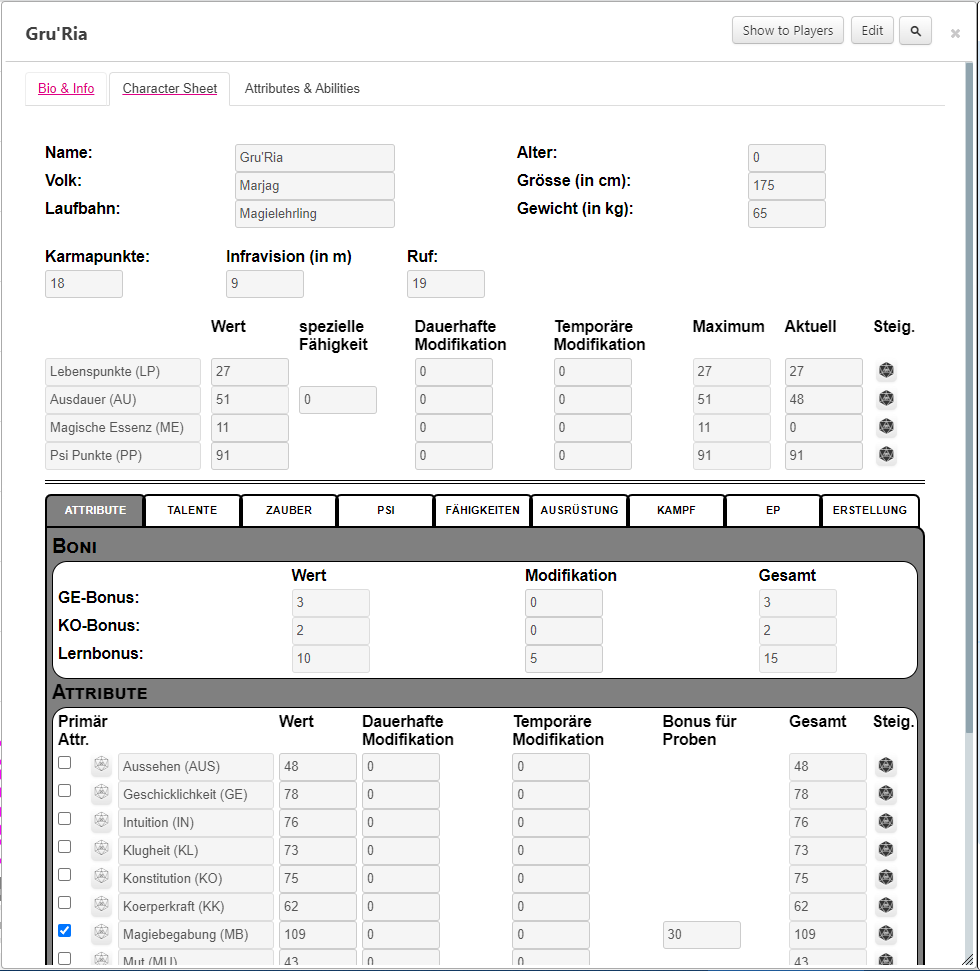 Gru'Ria Show to Players Edit
Bio & Info Character Sheet Attributes & Abilities
Name: Gru'Ria Alter: 0
Volk: Marjag Grösse (in cm): 175
Laufbahn: Magielehrling Gewicht (in kg): 65
Karmapunkte: Infravision (in m) Ruf:
18 9 19
Wert spezielle Fähigkeit Dauerhafte Modifikation Temporäre Modifikation Maximum Aktuell Steig.
Lebenspunkte (LP) 27 0 0 27 27
Ausdauer (AU) 51 0 0 0 51 48
Magische Essenz (ME) 11 0 0 11 0
Psi Punkte (PP) 91 0 0 91 91
ATTRIBUTE TALENTE ZAUBER PSI FÄHIGKEITEN AUSRÜSTUNG KAMPF EP ERSTELLUNG
BONI
Wert Modifikation Gesamt
GE-Bonus: 3 0 3
KO-Bonus: 2 0 2
Lernbonus: 10 5 15
ATTRIBUTE
Primär Attr. Wert Dauerhafte Modifikation Temporäre Modifikation Bonus für Proben Gesamt Steig.
Aussehen (AUS) 48 0 0 48
Geschicklichkeit (GE) 78 0 0 78
Intuition (IN) 76 0 0 76
Klugheit (KL) 73 0 0 73
Konstitution (KO) 75 0 0 75
Koerperkraft (KK) 62 0 0 62
Magiebegabung (MB) 109 0 0 30 109
Mut (MU) 43 0 0 43